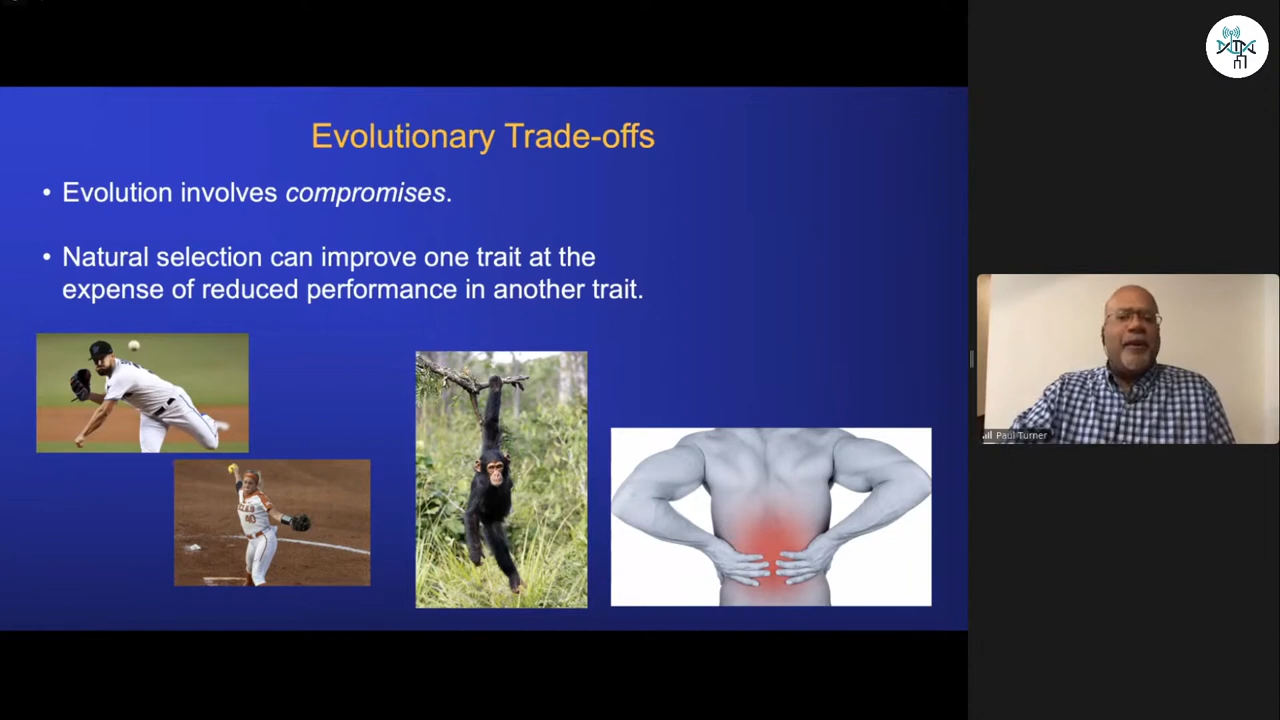 Evolutionary Trade-offs
• Evolution involves compromises.
• Natural selection can improve one trait at the
expense of reduced performance in another trait.
Paul Turner